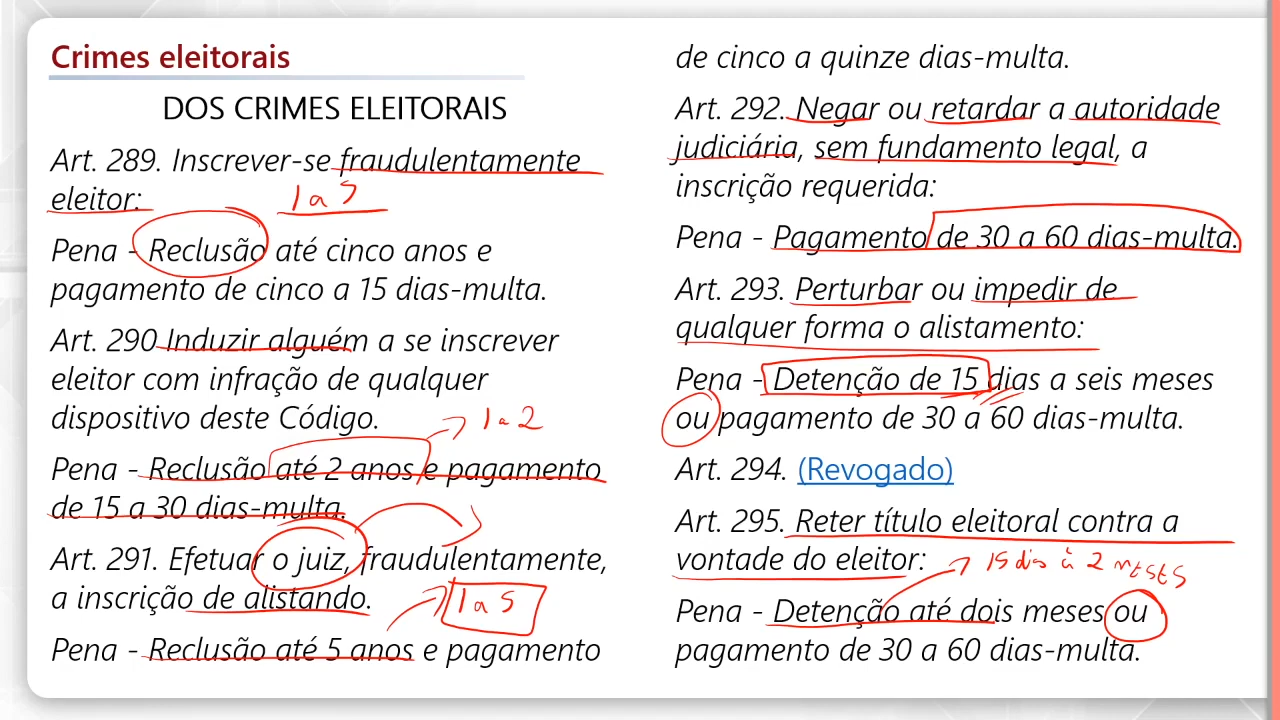 Crimes eleitorais
DOS CRIMES ELEITORAIS
Art. 289. Inscrever-se fraudulentamente
eleitor:
1 a 5
Pena - Reclusão até cinco anos e
pagamento de cinco a 15 dias-multa.
Art. 290 Induzir alguém a se inscrever
eleitor com infração de qualquer
dispositivo deste Código.
1 a 2
Pena - Reclusão até 2 anos e pagamento
de 15 a 30 dias-multa.
Art. 291. Efetuar o juiz, fraudulentamente,
a inscrição de alistando.
1 a 5
Pena - Reclusão até 5 anos e pagamento
de cinco a quinze dias-multa.
Art. 292. Negar ou retardar a autoridade
judiciária, sem fundamento legal, a
inscrição requerida:
Pena - Pagamento de 30 a 60 dias-multa.
Art. 293. Perturbar ou impedir de
qualquer forma o alistamento:
Pena - Detenção de 15 dias a seis meses
ou pagamento de 30 a 60 dias-multa.
Art. 294. (Revogado)
Art. 295. Reter título eleitoral contra a
vontade do eleitor:
15 dias à 2 meses
Pena - Detenção até dois meses ou
pagamento de 30 a 60 dias-multa.